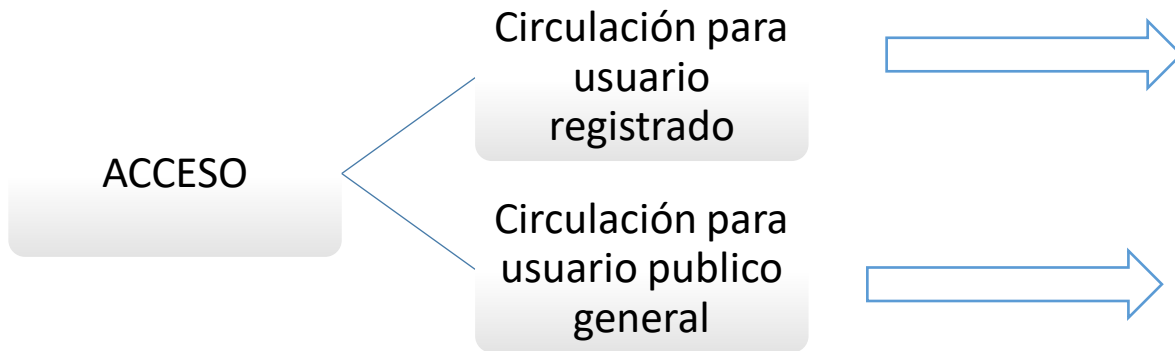 ACCESO
Circulación para
usuario
registrado
Circulación para
usuario publico
general